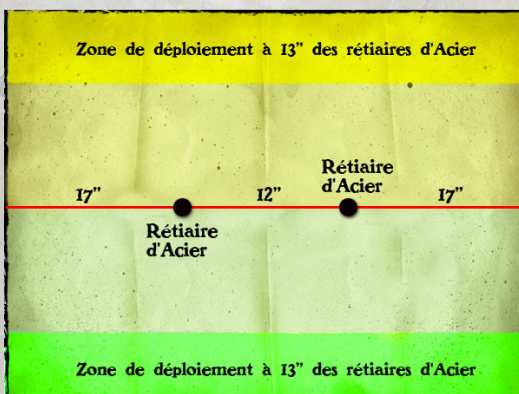 Zone de déploiement à 13" des rétiaires d'Acier
17"
12"
Rétiaire
d'Acier
17"
Rétiaire
d'Acier
Zone de déploiement à 13" des rétiaires d'Acier